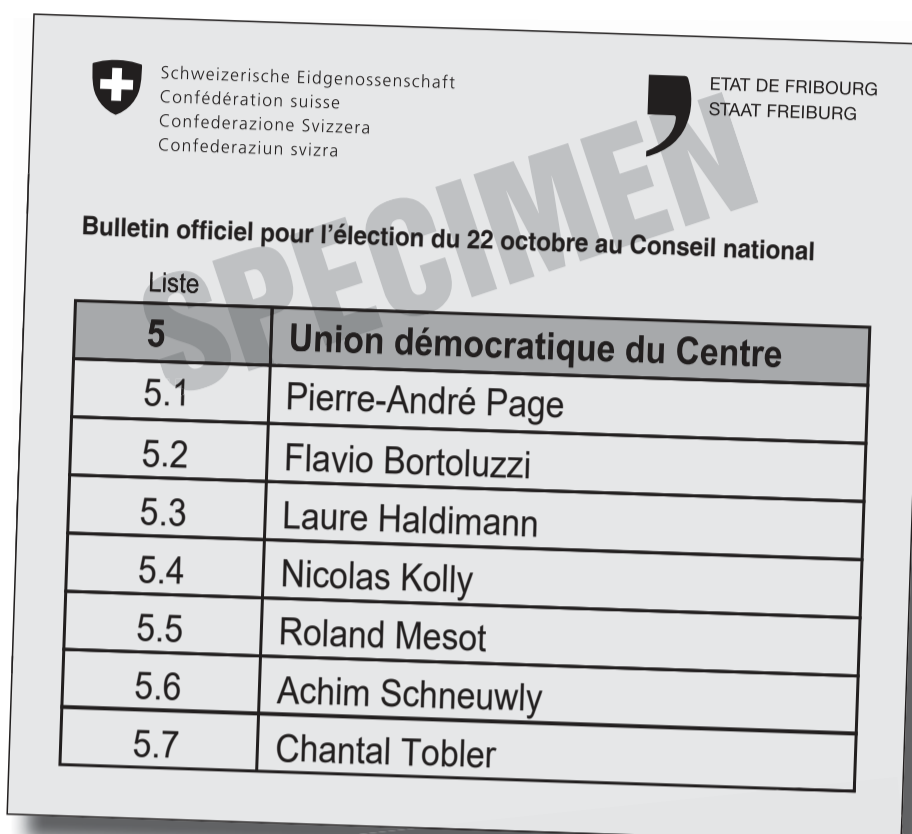 Schweizerische Eidgenossenschaft
Confédération suisse
Confederazione Svizzera
Confederaziun svizra
ETAT DE FRIBOURG
STAAT FREIBURG
SPECIMEN
Bulletin officiel pour l'élection du 22 octobre au Conseil national
Liste
5 Union démocratique du Centre
5.1 Pierre-André Page
5.2 Flavio Bortoluzzi
5.3 Laure Haldimann
5.4 Nicolas Kolly
5.5 Roland Mesot
5.6 Achim Schneuwly
5.7 Chantal Tobler